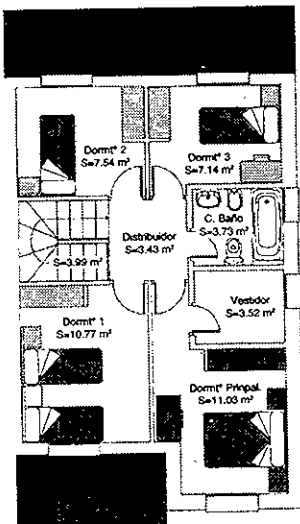 Dormtº 2
S=7.54 m²
Dormtº 3
S=7.14 m²
C. Baño
S=3.73 m²
Distribuidor
S=3.43 m²
S=3.99 m²
Vestidor
S=3.52 m²
Dormtº 1
S=10.77 m²
Dormtº Prinpal.
S=11.03 m²